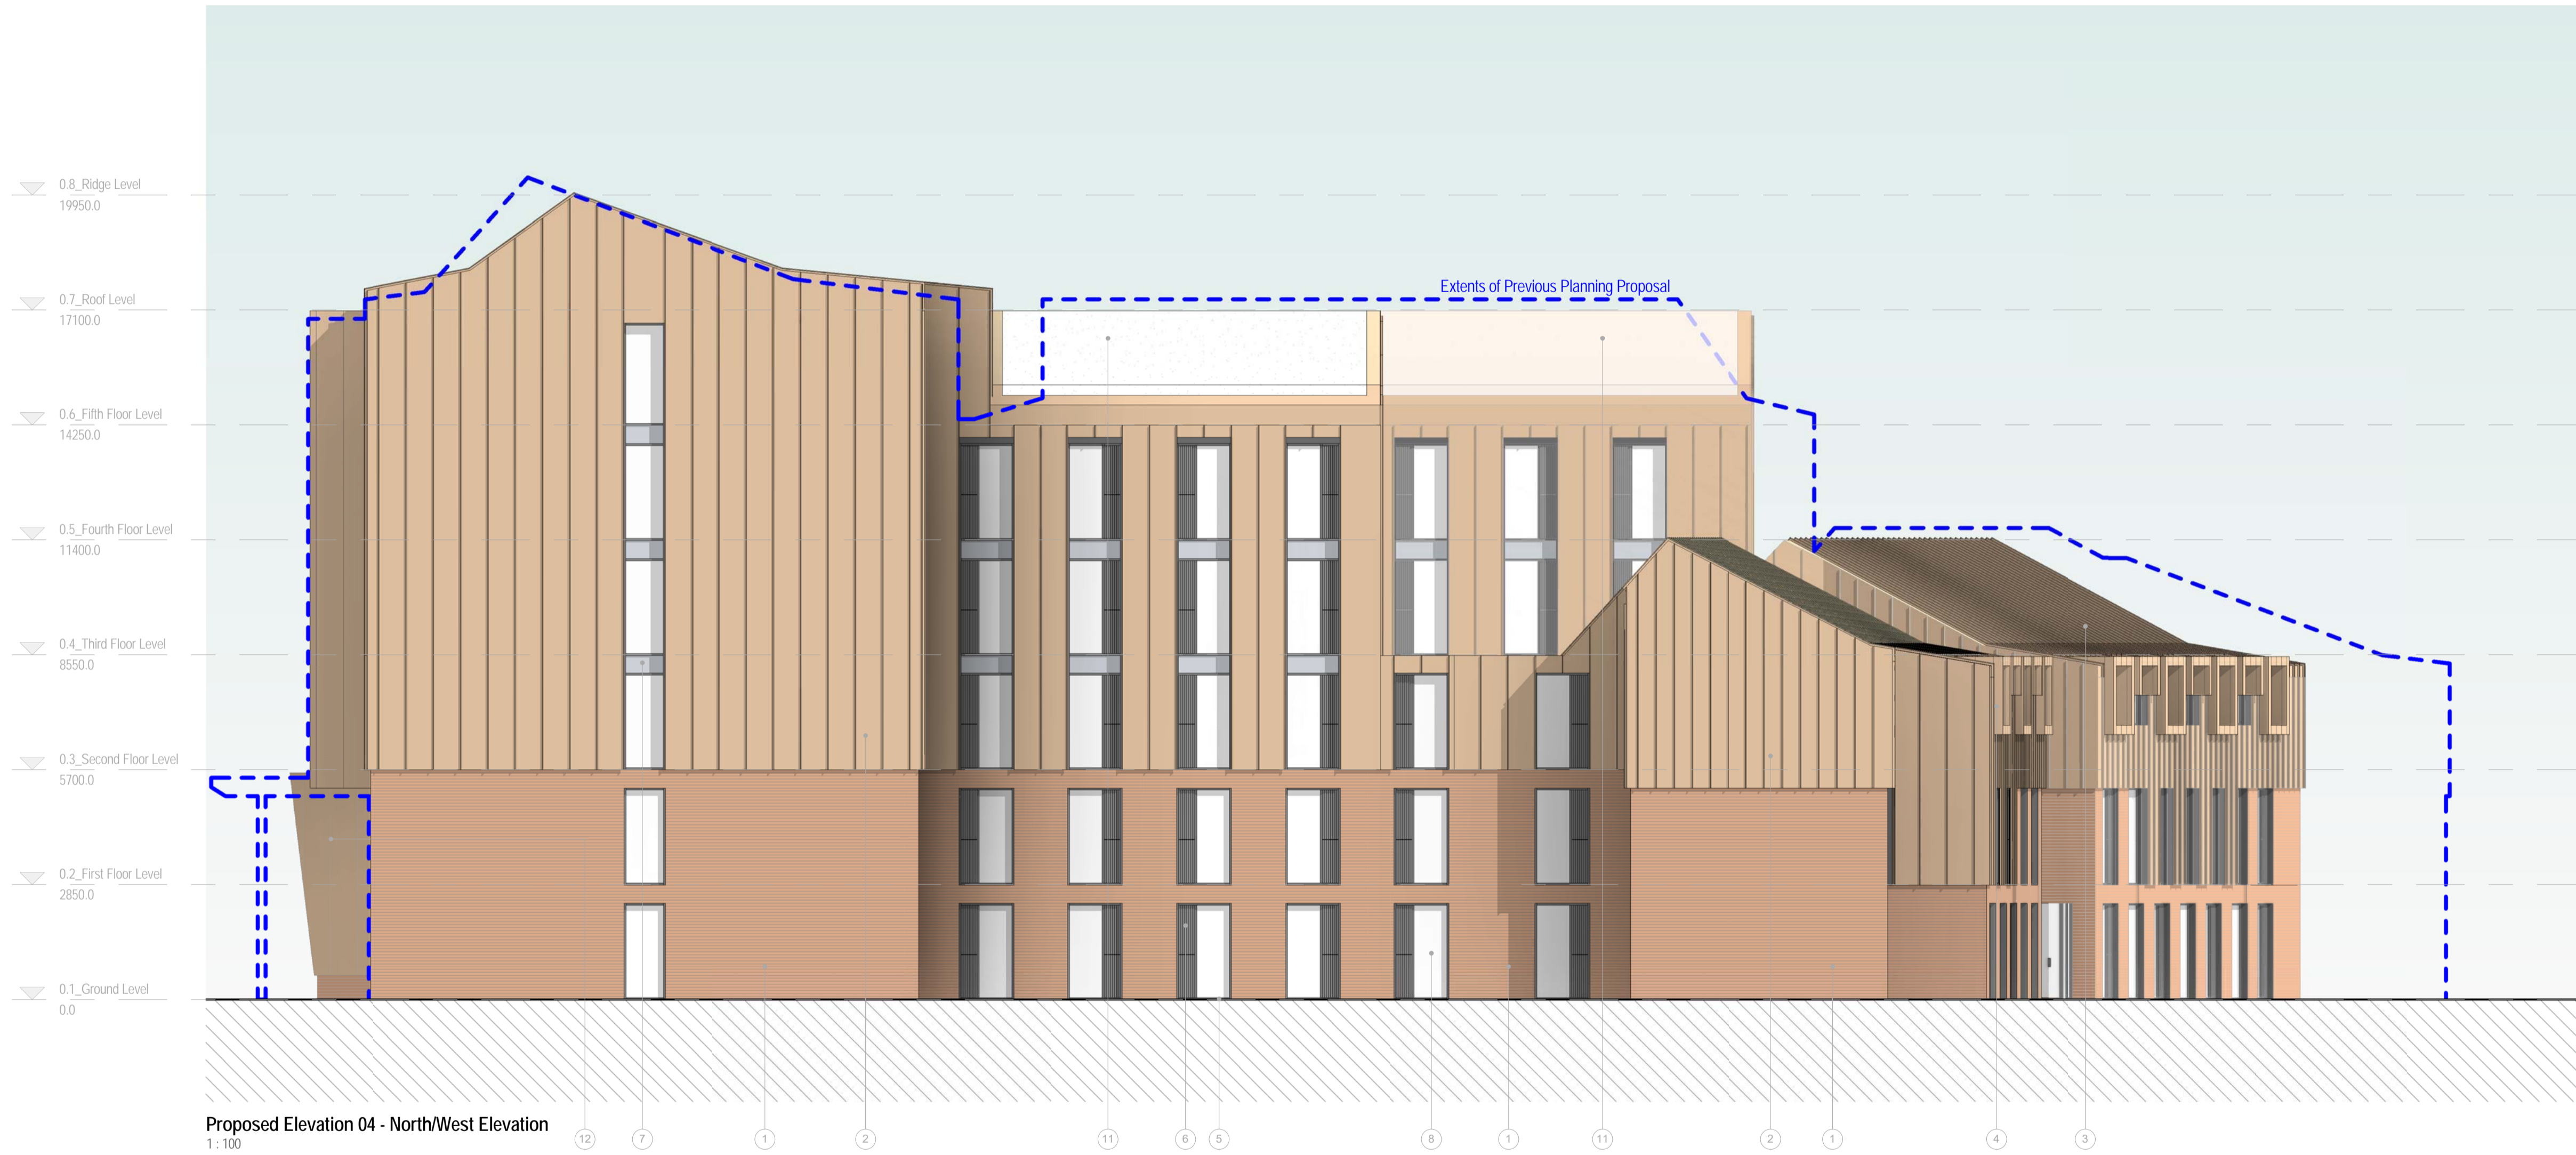 0.8_Ridge Level
19950.0
Extents of Previous Planning Proposal
0.7_Roof Level
17100.0
0.6_Fifth Floor Level
14250.0
0.5_Fourth Floor Level
11400.0
0.4_Third Floor Level
8550.0
0.3_Second Floor Level
5700.0
0.2_First Floor Level
2850.0
0.1_Ground Level
0.0
Proposed Elevation 04 - North/West Elevation
1 : 100
12 7 1 2 11 6 5 8 1 11 2 1 4 3